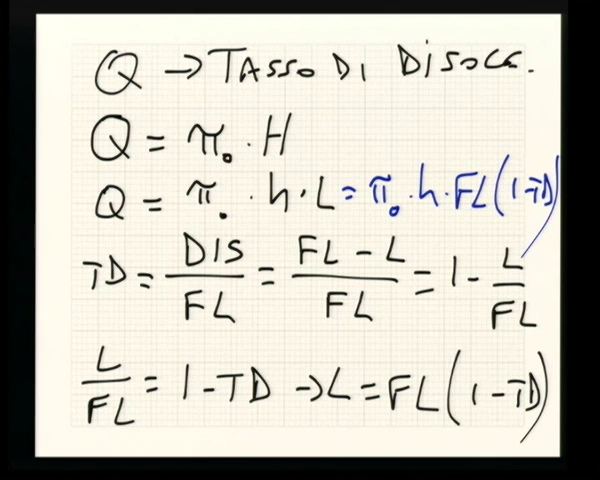 Q → TASSO DI DISOCC.
Q = π₀ · H
Q = π₀ · h · L = π₀ · h · FL (1 - TD)
TD = DIS / FL = FL - L / FL = 1 - L / FL
L / FL = 1 - TD → L = FL (1 - TD)